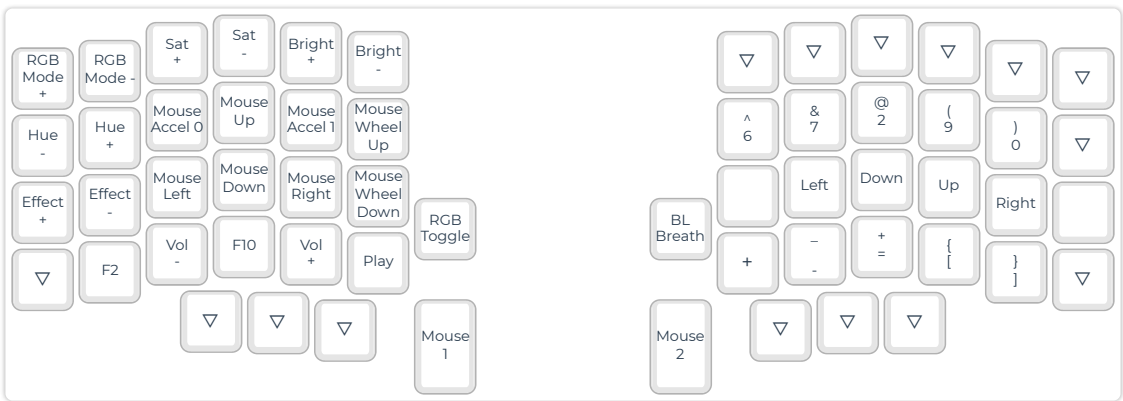 RGB
Mode
+
RGB
Mode -
Sat
+
Sat
-
Bright
+
Bright
-
▽
▽
▽
▽
▽
▽
Hue
-
Hue
+
Mouse
Accel 0
Mouse
Up
Mouse
Accel 1
Mouse
Wheel
Up
^
6
&
7
@
2
(
9
)
0
▽
Effect
+
Effect
-
Mouse
Left
Mouse
Down
Mouse
Right
Mouse
Wheel
Down
Left
Down
Up
Right
RGB
Toggle
BL
Breath
▽
F2
Vol
-
F10
Vol
+
Play
+
_
-
+
=
{
[
}
]
▽
▽
▽
▽
Mouse
1
Mouse
2
▽
▽
▽